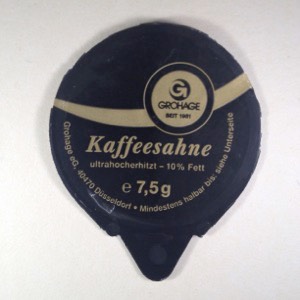 G
GROHAGE
SEIT 1981
Kaffeesahne
ultrahocherhitzt – 10% Fett
℮ 7,5g
Grohage eG, 40470 Düsseldorf • Mindestens haltbar bis: siehe Unterseite